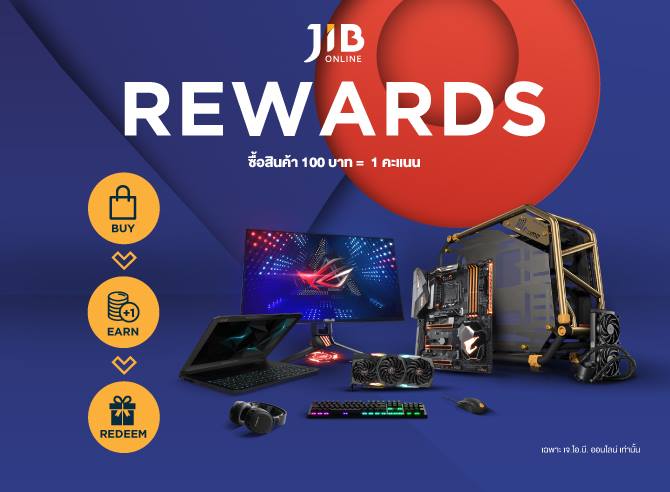 JIB
ONLINE
REWARDS
ซื้อสินค้า 100 บาท = 1 คะแนน
BUY
+1
EARN
REDEEM
เฉพาะ เจ.ไอ.บี. ออนไลน์ เท่านั้น